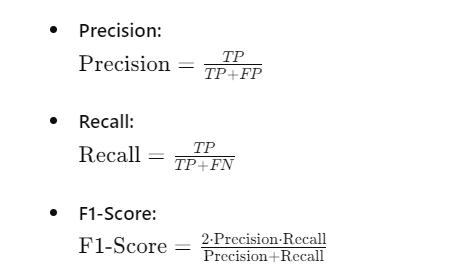 • Precision:
Precision = TP / TP+FP
• Recall:
Recall = TP / TP+FN
• F1-Score:
F1-Score = 2·Precision·Recall / Precision+Recall